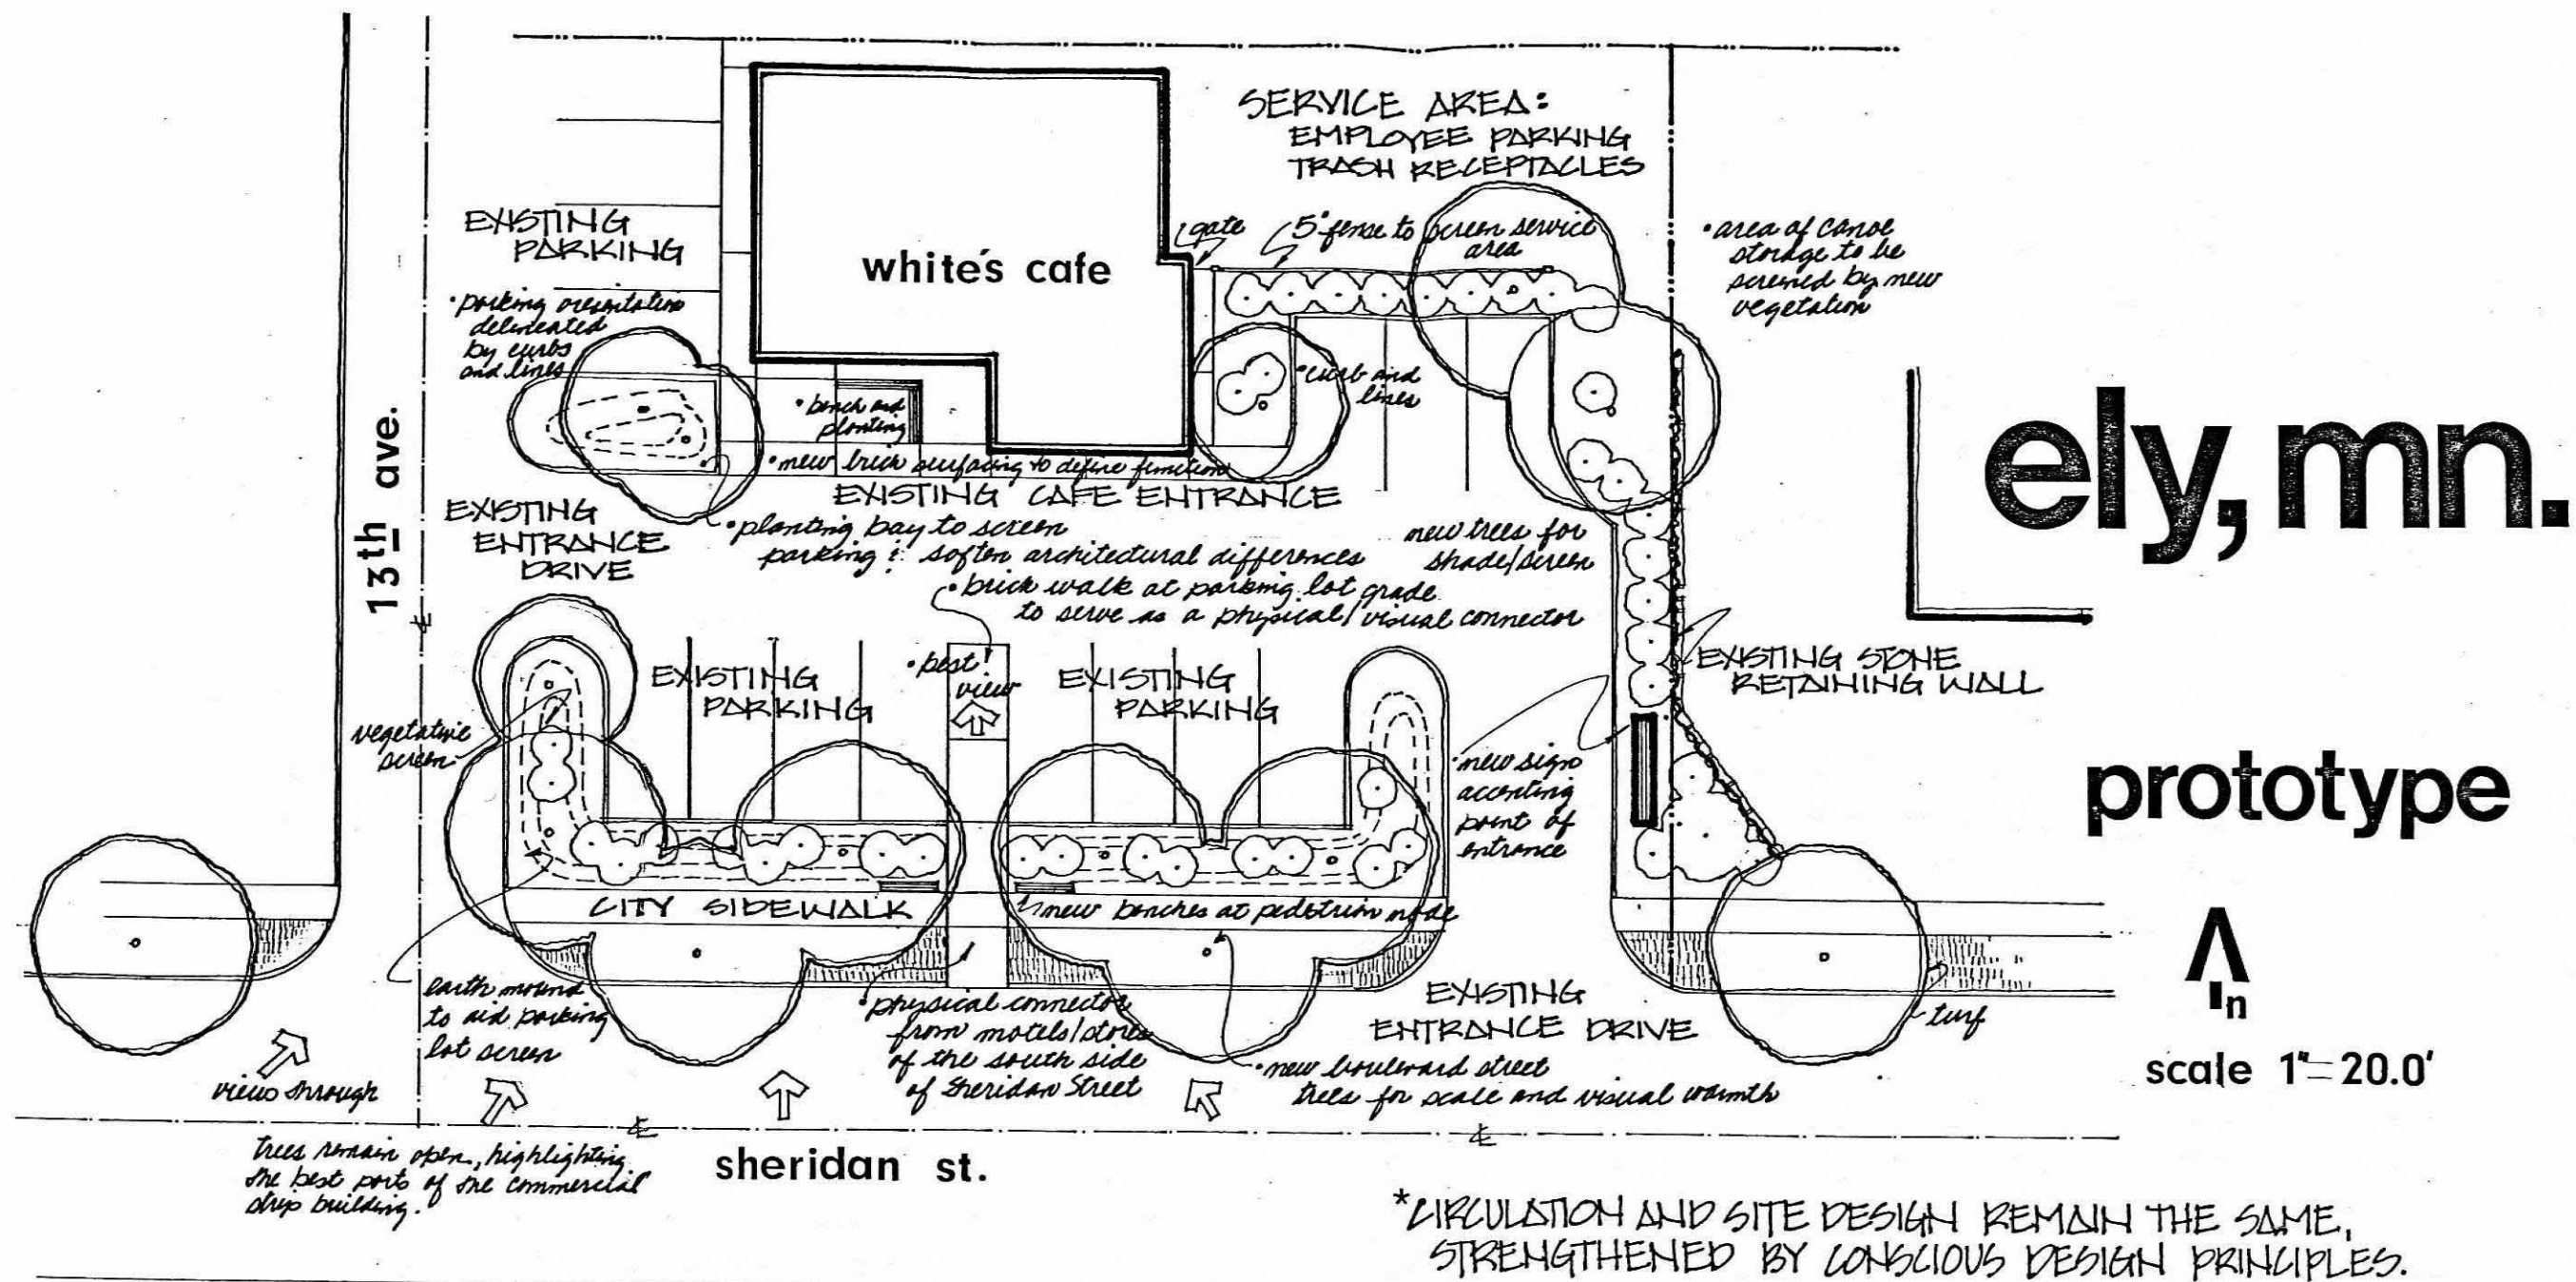 SERVICE AREA:
EMPLOYEE PARKING
TRASH RECEPTACLES
EXISTING
PARKING
white's cafe
gate
5' fense to screen service
area
• area of canoe
storage to be
screened by new
vegetation
• parking orientation
delineated
by curbs
and lines
• bench and
planting
• curb and
lines
13th ave.
ely, mn.
• new brick surfacing to define function
EXISTING CAFE ENTRANCE
EXISTING
ENTRANCE
DRIVE
• planting bay to screen
parking & soften architectural differences
new trees for
shade/screen
• brick walk at parking lot grade
to serve as a physical/visual connector
EXISTING
PARKING
• best
view
EXISTING
PARKING
EXISTING STONE
RETAINING WALL
vegetative
screen
• new sign
accenting
point of
entrance
prototype
CITY SIDEWALK
new benches at pedestrian node
earth mound
to aid parking
lot screen
• physical connector
from motels/stores
of the south side
of Sheridan Street
EXISTING
ENTRANCE DRIVE
turf
n
scale 1"=20.0'
views through
• new boulevard street
trees for scale and visual warmth
trees remain open, highlighting
the best parts of the commercial
strip building.
sheridan st.
*CIRCULATION AND SITE DESIGN REMAIN THE SAME,
STRENGTHENED BY CONSCIOUS DESIGN PRINCIPLES.